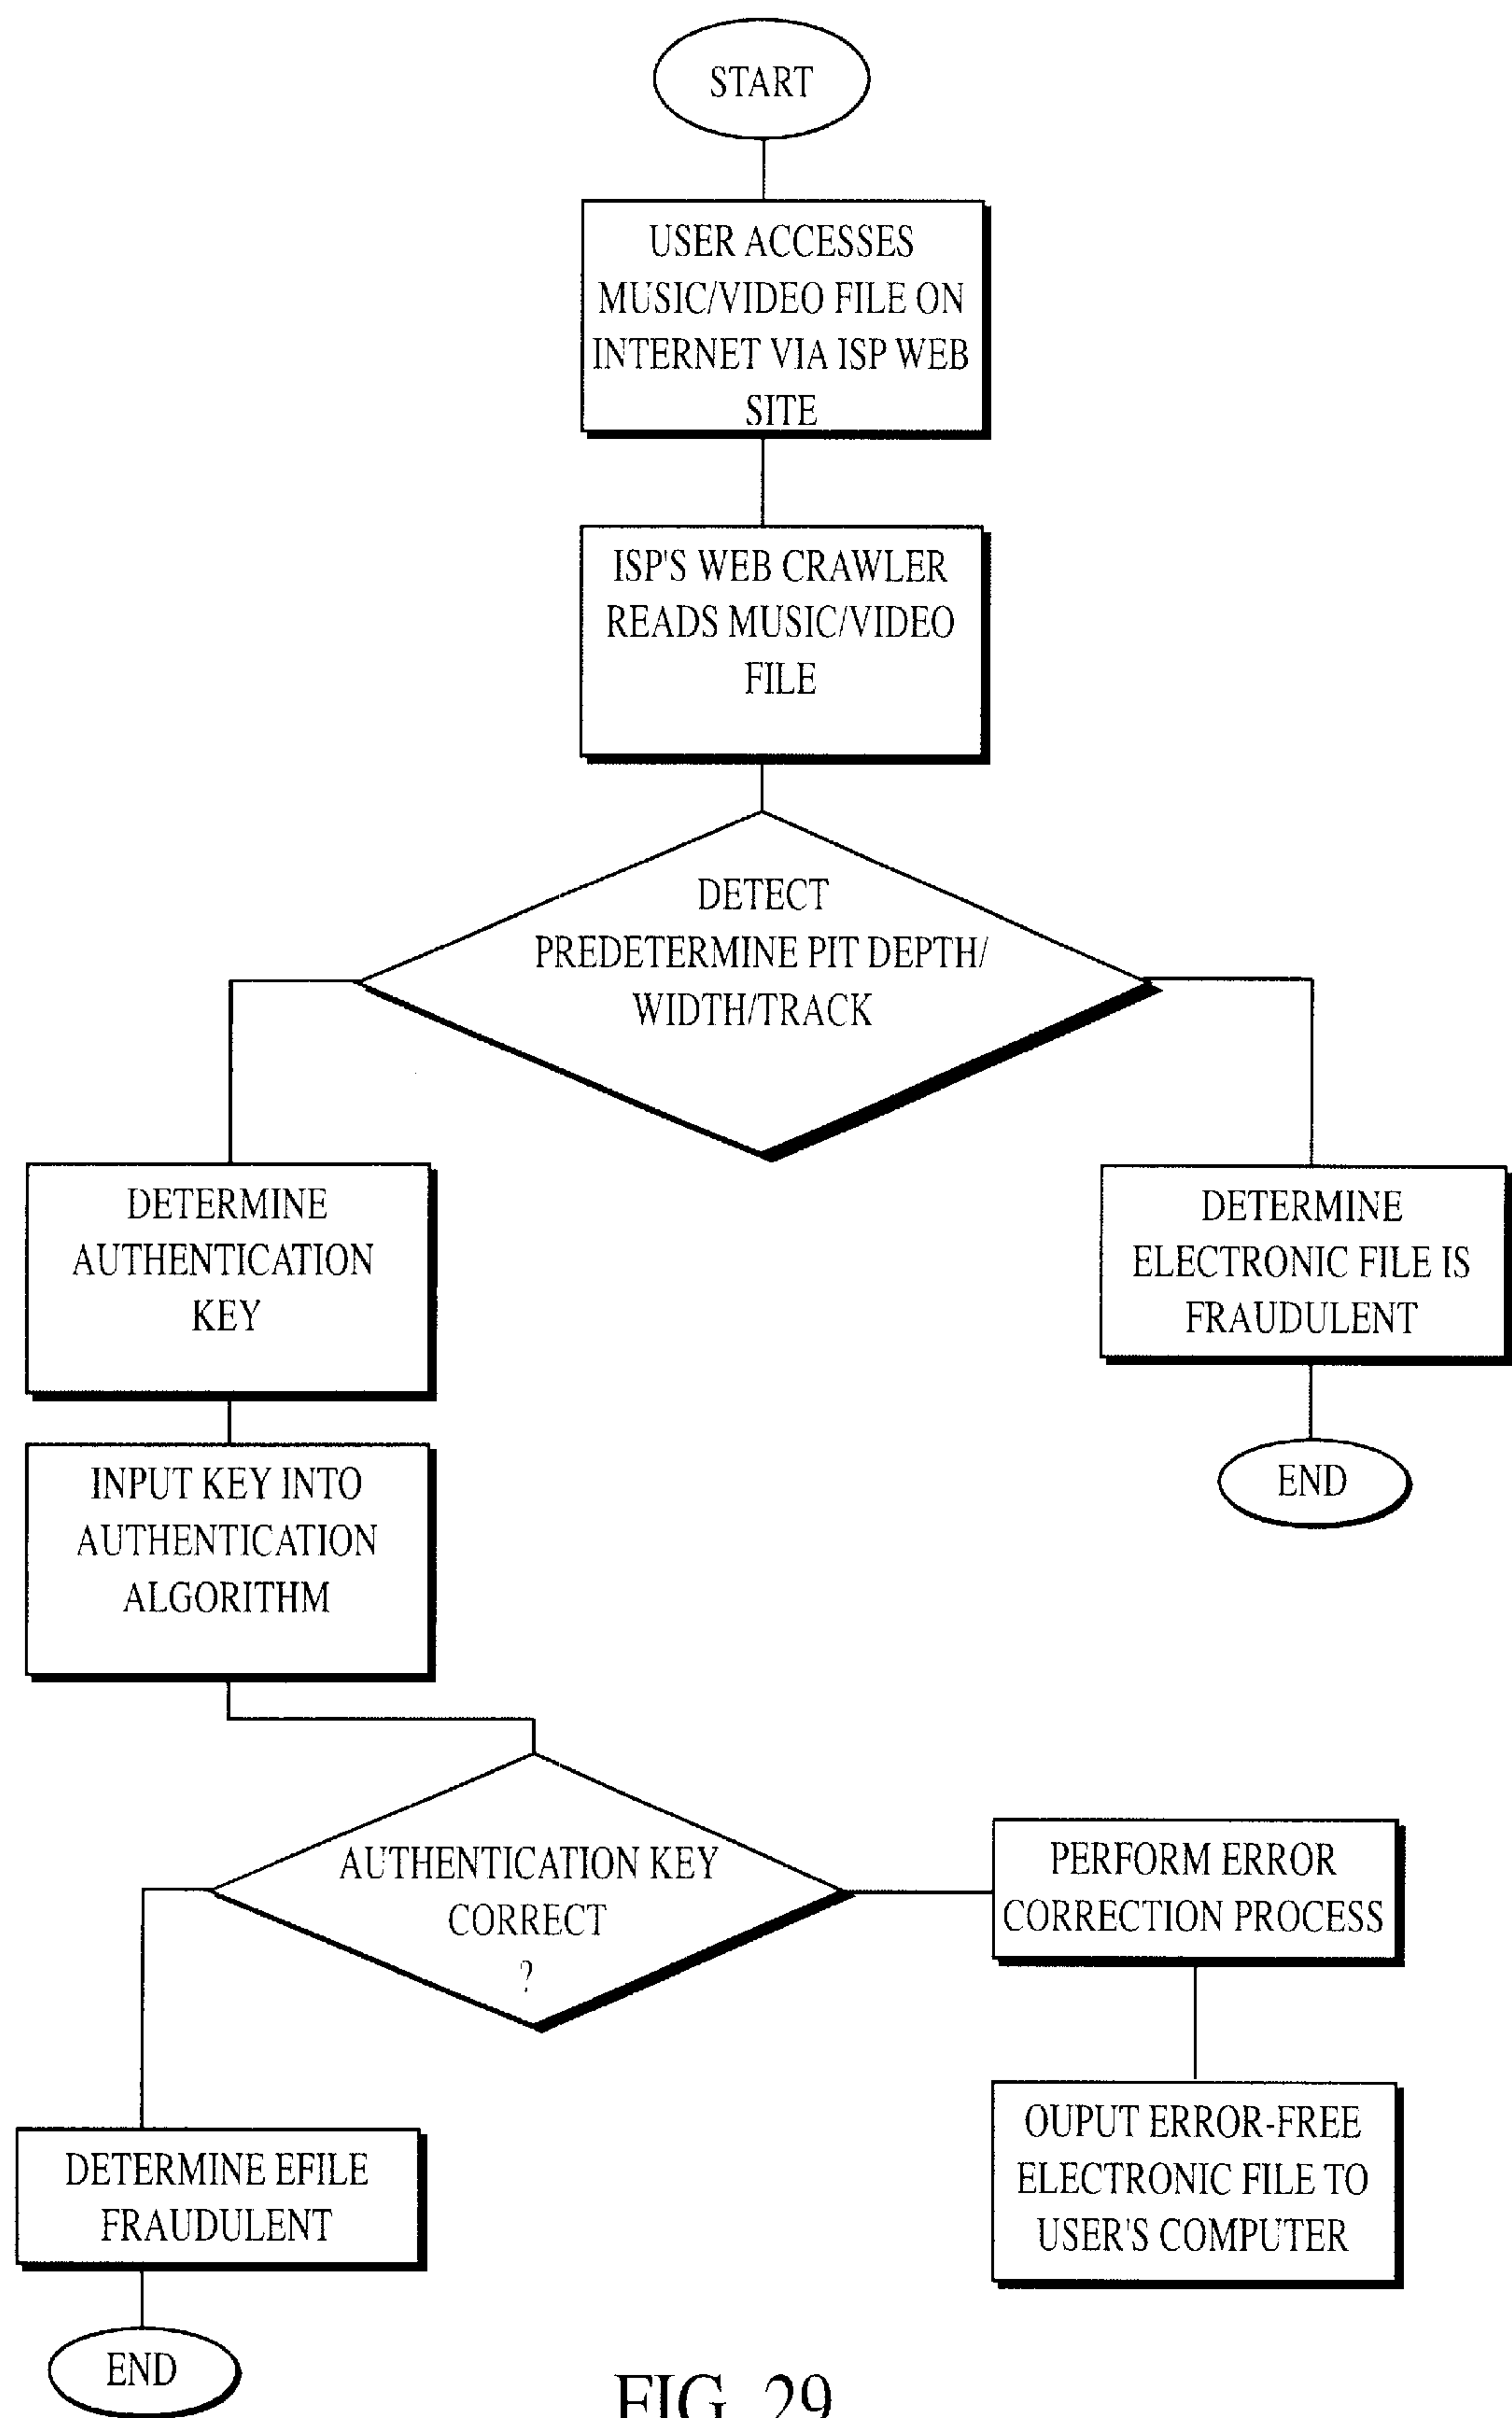 START
USER ACCESSES
MUSIC/VIDEO FILE ON
INTERNET VIA ISP WEB
SITE
ISP'S WEB CRAWLER
READS MUSIC/VIDEO
FILE
DETECT
PREDETERMINE PIT DEPTH/
WIDTH/TRACK
DETERMINE
AUTHENTICATION
KEY
DETERMINE
ELECTRONIC FILE IS
FRAUDULENT
END
INPUT KEY INTO
AUTHENTICATION
ALGORITHM
AUTHENTICATION KEY
CORRECT
?
PERFORM ERROR
CORRECTION PROCESS
OUPUT ERROR-FREE
ELECTRONIC FILE TO
USER'S COMPUTER
DETERMINE EFILE
FRAUDULENT
END
FIG. 29